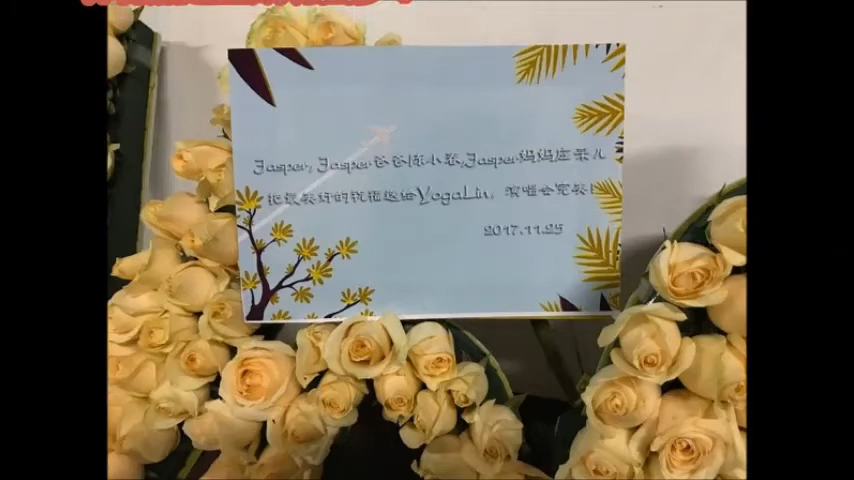 Jasper, Jasper爸爸陈小春,Jasper妈妈应采儿
把最美好的祝福送给YogaLin, 演唱会完美!
2017.11.25